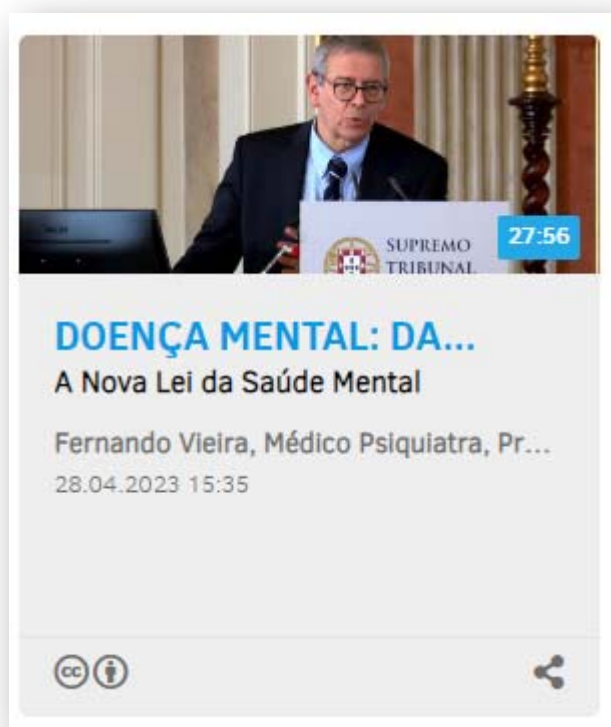 SUPREMO
TRIBUNAL
27:56
DOENÇA MENTAL: DA...
A Nova Lei da Saúde Mental
Fernando Vieira, Médico Psiquiatra, Pr...
28.04.2023 15:35
cc